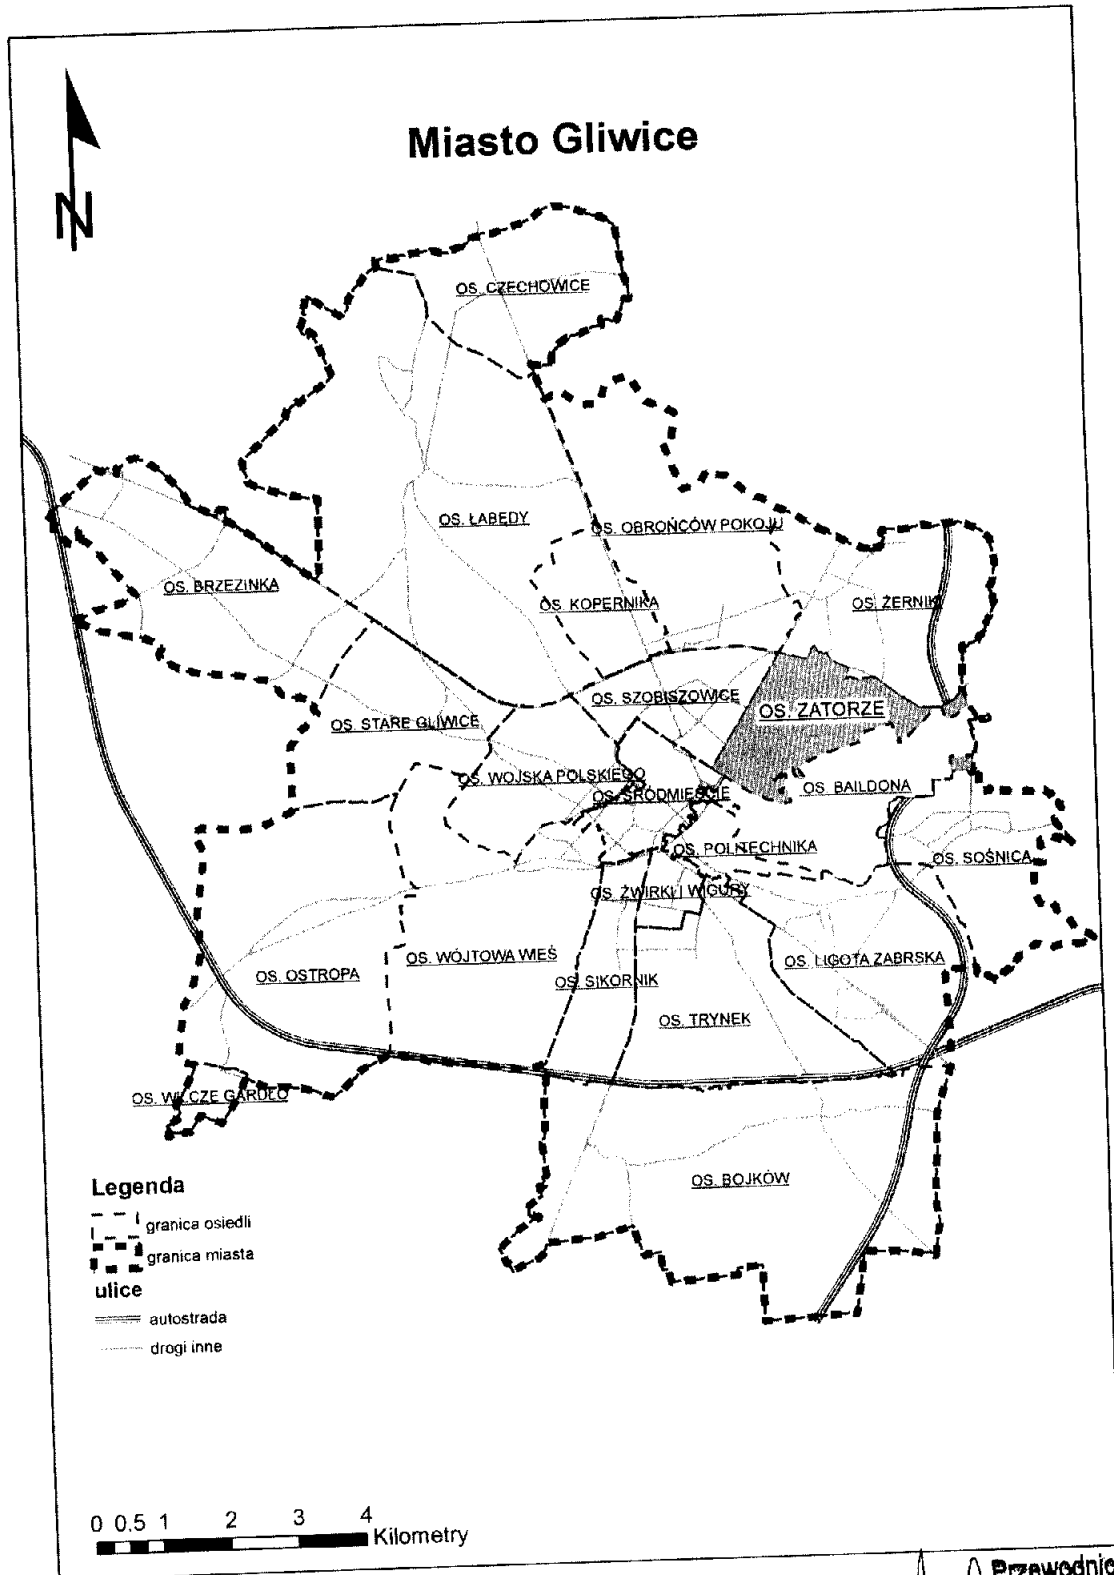 Miasto Gliwice
N
OS. CZECHOWICE
OS. ŁABĘDY
OS. OBROŃCÓW POKOJU
OS. BRZEZINKA
OS. KOPERNIKA
OS. ŻERNIKI
OS. SZOBISZOWICE
OS. ZATORZE
OS. STARE GLIWICE
OS. WOJSKA POLSKIEGO
OS. ŚRÓDMIEŚCIE
OS. BAILDONA
OS. POLITECHNIKA
OS. SOŚNICA
OS. ŻWIRKI I WIGURY
OS. WÓJTOWA WIEŚ
OS. LIGOTA ZABRSKA
OS. OSTROPA
OS. SIKORNIK
OS. TRYNEK
OS. WILCZE GARDŁO
OS. BOJKÓW
Legenda
granica osiedli
granica miasta
ulice
autostrada
drogi inne
0 0.5 1 2 3 4
Kilometry
Przewodnic